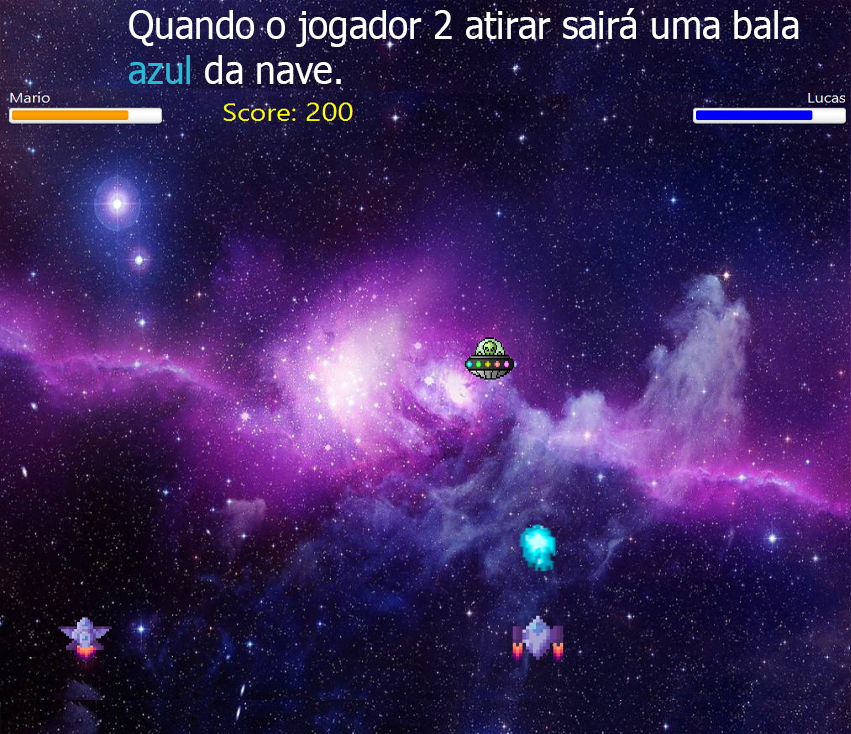 Quando o jogador 2 atirar sairá uma bala
azul da nave.
Mario
Score: 200
Lucas